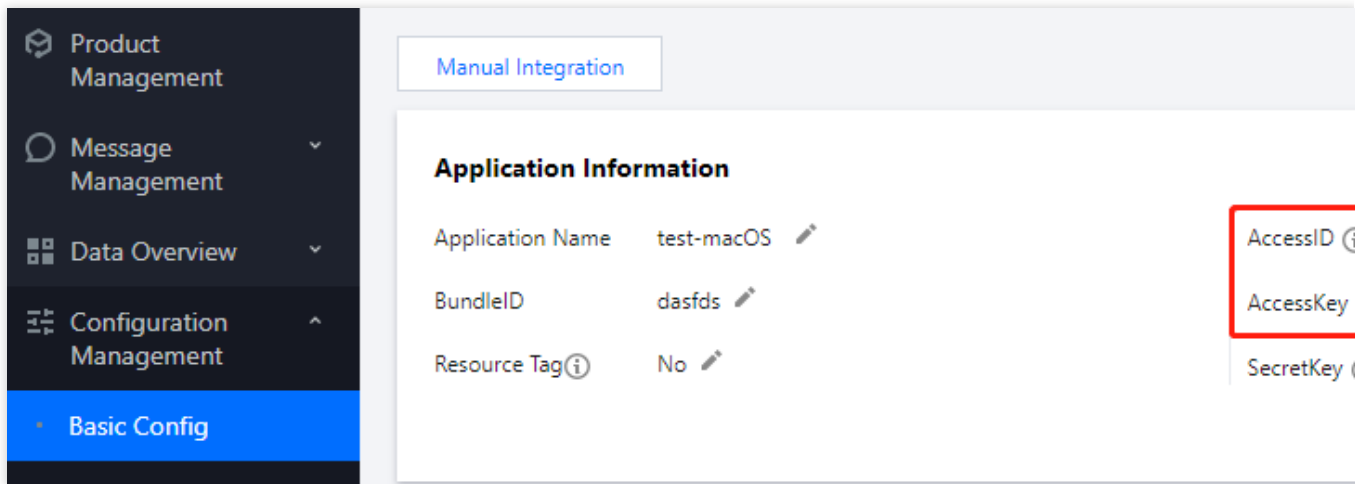 Product
Management
Message
Management
Data Overview
Configuration
Management
Basic Config
Manual Integration
Application Information
Application Name test-macOS
AccessID
BundleID dasfds
AccessKey
Resource Tag No
SecretKey